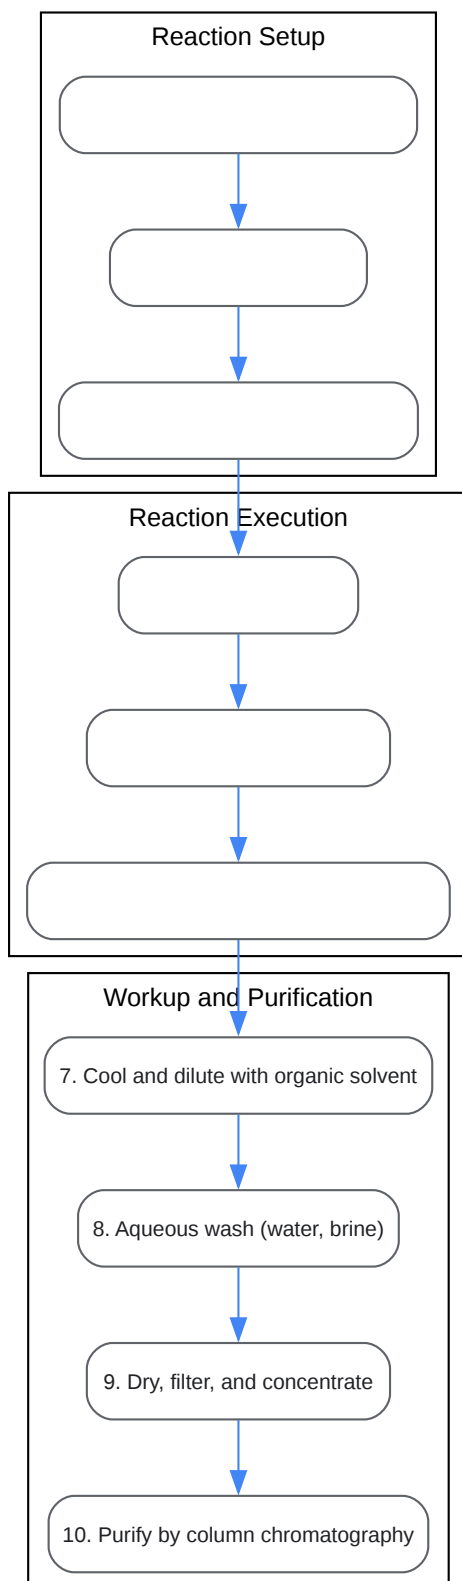 Reaction Setup
Reaction Execution
Workup and Purification
7. Cool and dilute with organic solvent
8. Aqueous wash (water, brine)
9. Dry, filter, and concentrate
10. Purify by column chromatography